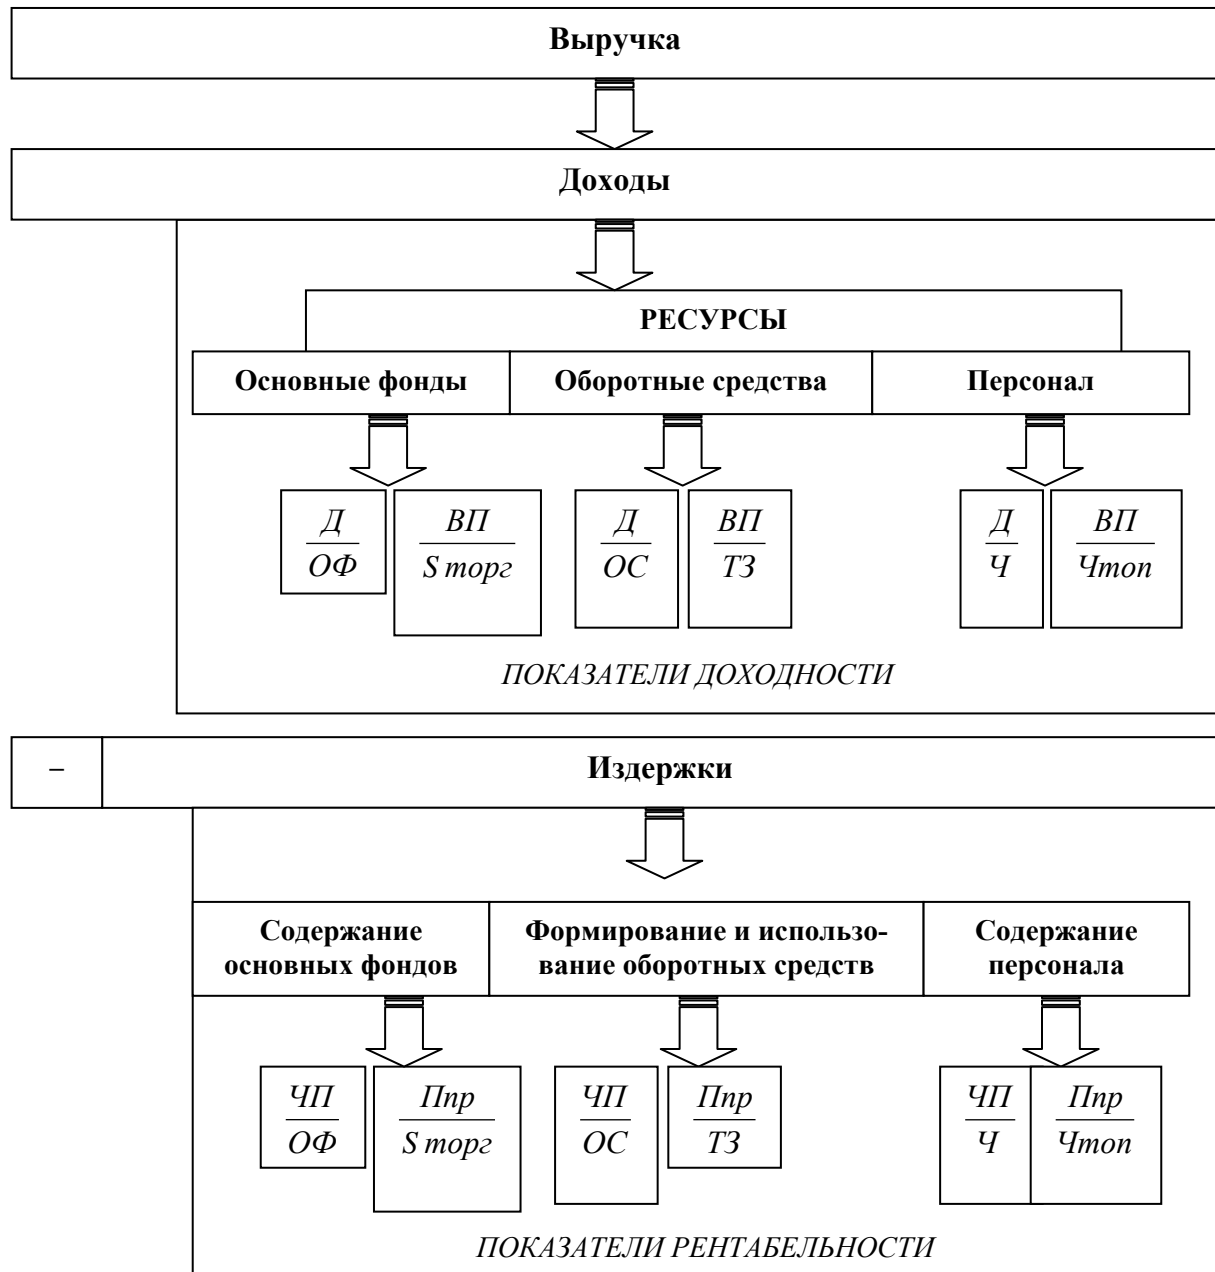 Выручка
Доходы
РЕСУРСЫ
Основные фонды
Оборотные средства
Персонал
Д
ОФ
ВП
S торг
Д
ОС
ВП
ТЗ
Д
Ч
ВП
Чтоп
ПОКАЗАТЕЛИ ДОХОДНОСТИ
–
Издержки
Содержание
основных фондов
Формирование и использо-
вание оборотных средств
Содержание
персонала
ЧП
ОФ
Ппр
S торг
ЧП
ОС
Ппр
ТЗ
ЧП
Ч
Ппр
Чтоп
ПОКАЗАТЕЛИ РЕНТАБЕЛЬНОСТИ